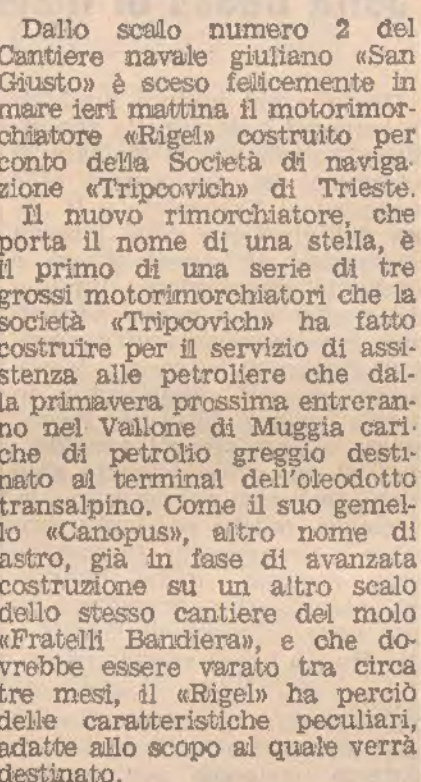 Dallo scalo numero 2 del
Cantiere navale giuliano «San
Giusto» è sceso felicemente in
mare ieri mattina il motorimor-
chiatore «Rigel» costruito per
conto della Società di naviga-
zione «Tripcovich» di Trieste.
Il nuovo rimorchiatore, che
porta il nome di una stella, è
il primo di una serie di tre
grossi motorimorchiatori che la
società «Tripcovich» ha fatto
costruire per il servizio di assi-
stenza alle petroliere che dal-
la primavera prossima entreran-
no nel Vallone di Muggia cari-
che di petrolio greggio desti-
nato al terminal dell'oleodotto
transalpino. Come il suo gemel-
lo «Canopus», altro nome di
astro, già in fase di avanzata
costruzione su un altro scalo
dello stesso cantiere del molo
«Fratelli Bandiera», e che do-
vrebbe essere varato tra circa
tre mesi, il «Rigel» ha perciò
delle caratteristiche peculiari,
adatte allo scopo al quale verrà
destinato.